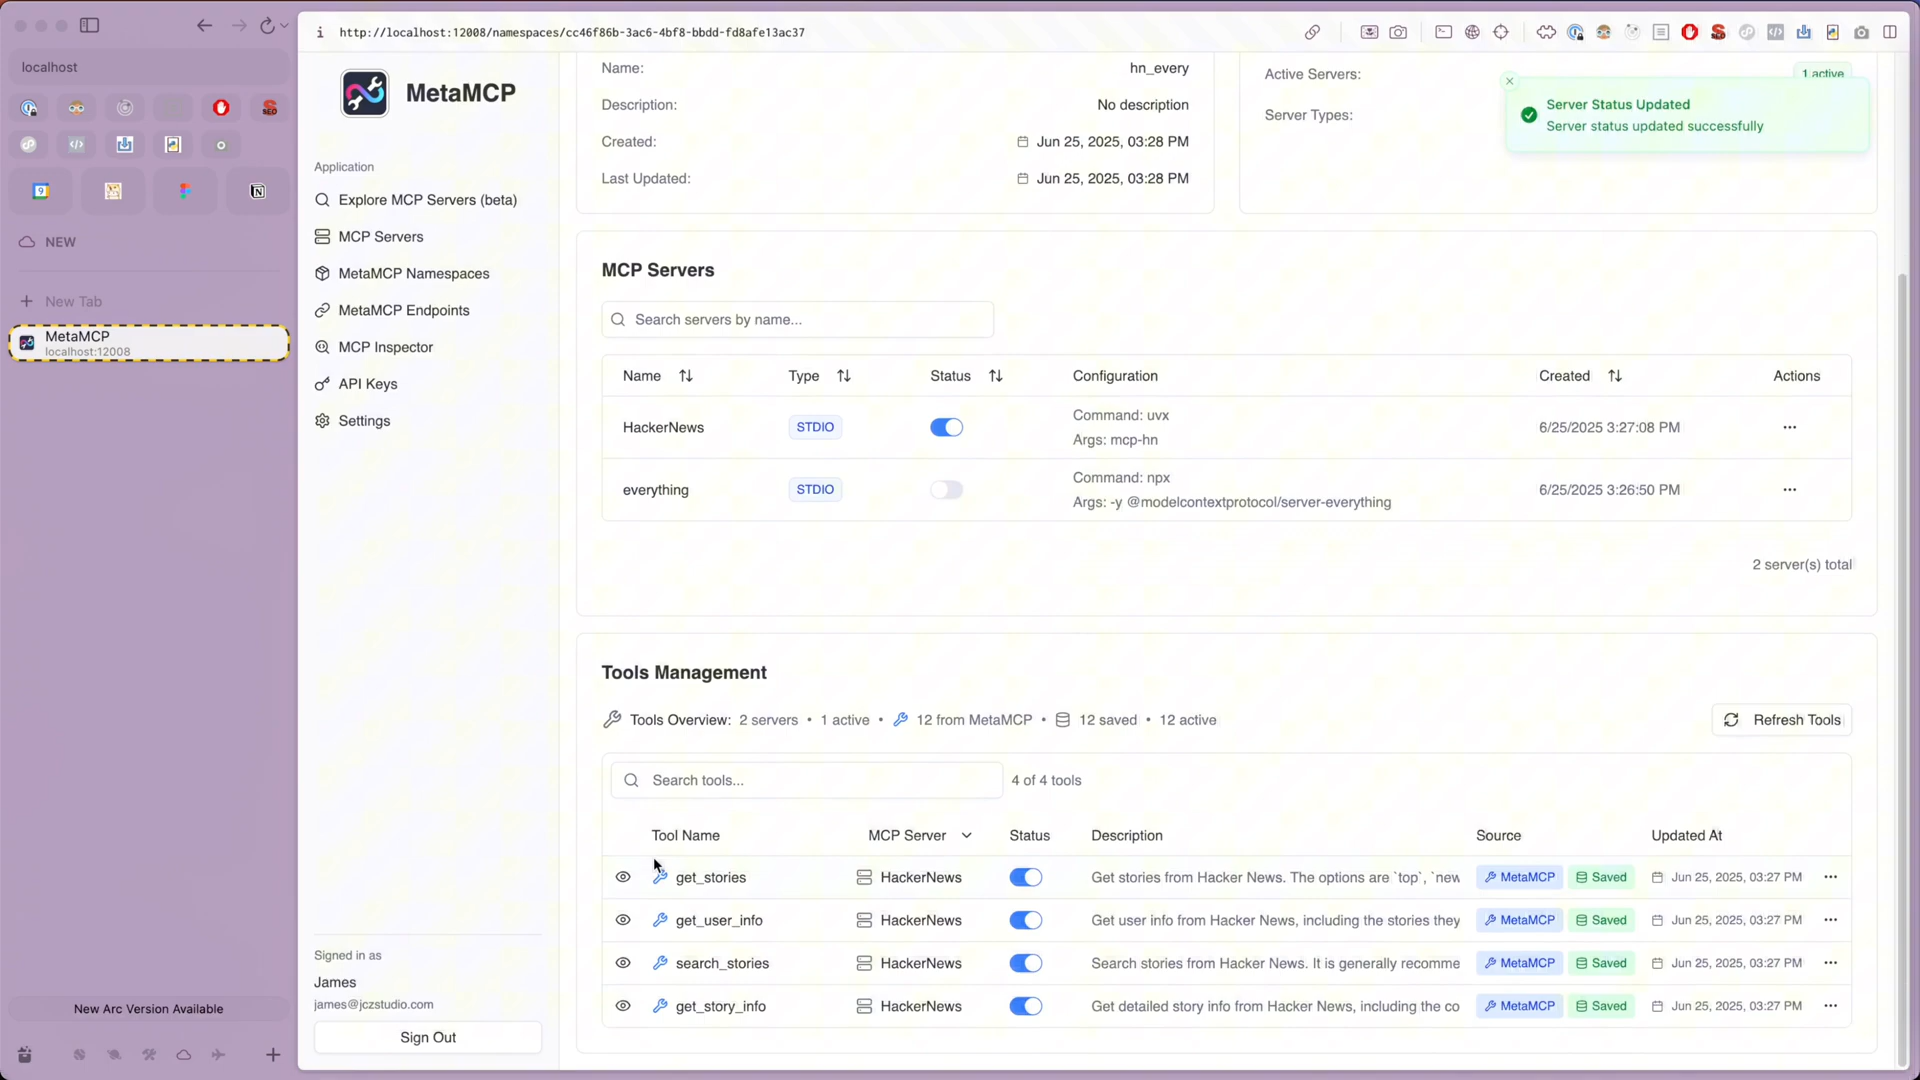 http://localhost:12008/namespaces/cc46f86b-3ac6-4bf8-bbdd-fd8afe13ac37
localhost
SEO
9
NEW
New Tab
MetaMCP
localhost:12008
New Arc Version Available
MetaMCP
Application
Explore MCP Servers (beta)
MCP Servers
MetaMCP Namespaces
MetaMCP Endpoints
MCP Inspector
API Keys
Settings
Signed in as
James
james@jczstudio.com
Sign Out
Name: hn_every
Description: No description
Created: Jun 25, 2025, 03:28 PM
Last Updated: Jun 25, 2025, 03:28 PM
Active Servers: 1 active
Server Types:
Server Status Updated
Server status updated successfully
MCP Servers
Search servers by name...
Name Type Status Configuration Created Actions
HackerNews STDIO Command: uvx 6/25/2025 3:27:08 PM
Args: mcp-hn
everything STDIO Command: npx 6/25/2025 3:26:50 PM
Args: -y @modelcontextprotocol/server-everything
2 server(s) total
Tools Management
Tools Overview: 2 servers • 1 active • 12 from MetaMCP • 12 saved • 12 active
Refresh Tools
Search tools... 4 of 4 tools
Tool Name MCP Server Status Description Source Updated At
get_stories HackerNews Get stories from Hacker News. The options are `top`, `new MetaMCP Saved Jun 25, 2025, 03:27 PM
get_user_info HackerNews Get user info from Hacker News, including the stories they MetaMCP Saved Jun 25, 2025, 03:27 PM
search_stories HackerNews Search stories from Hacker News. It is generally recomme MetaMCP Saved Jun 25, 2025, 03:27 PM
get_story_info HackerNews Get detailed story info from Hacker News, including the co MetaMCP Saved Jun 25, 2025, 03:27 PM